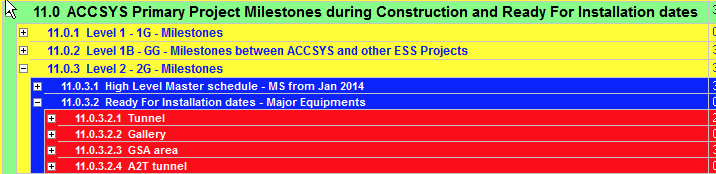 11.0 ACCSYS Primary Project Milestones during Construction and Ready For Installation dates
11.0.1 Level 1 - 1G - Milestones
11.0.2 Level 1B - GG - Milestones between ACCSYS and other ESS Projects
11.0.3 Level 2 - 2G - Milestones
11.0.3.1 High Level Master schedule - MS from Jan 2014
11.0.3.2 Ready For Installation dates - Major Equipments
11.0.3.2.1 Tunnel
11.0.3.2.2 Gallery
11.0.3.2.3 GSA area
11.0.3.2.4 A2T tunnel